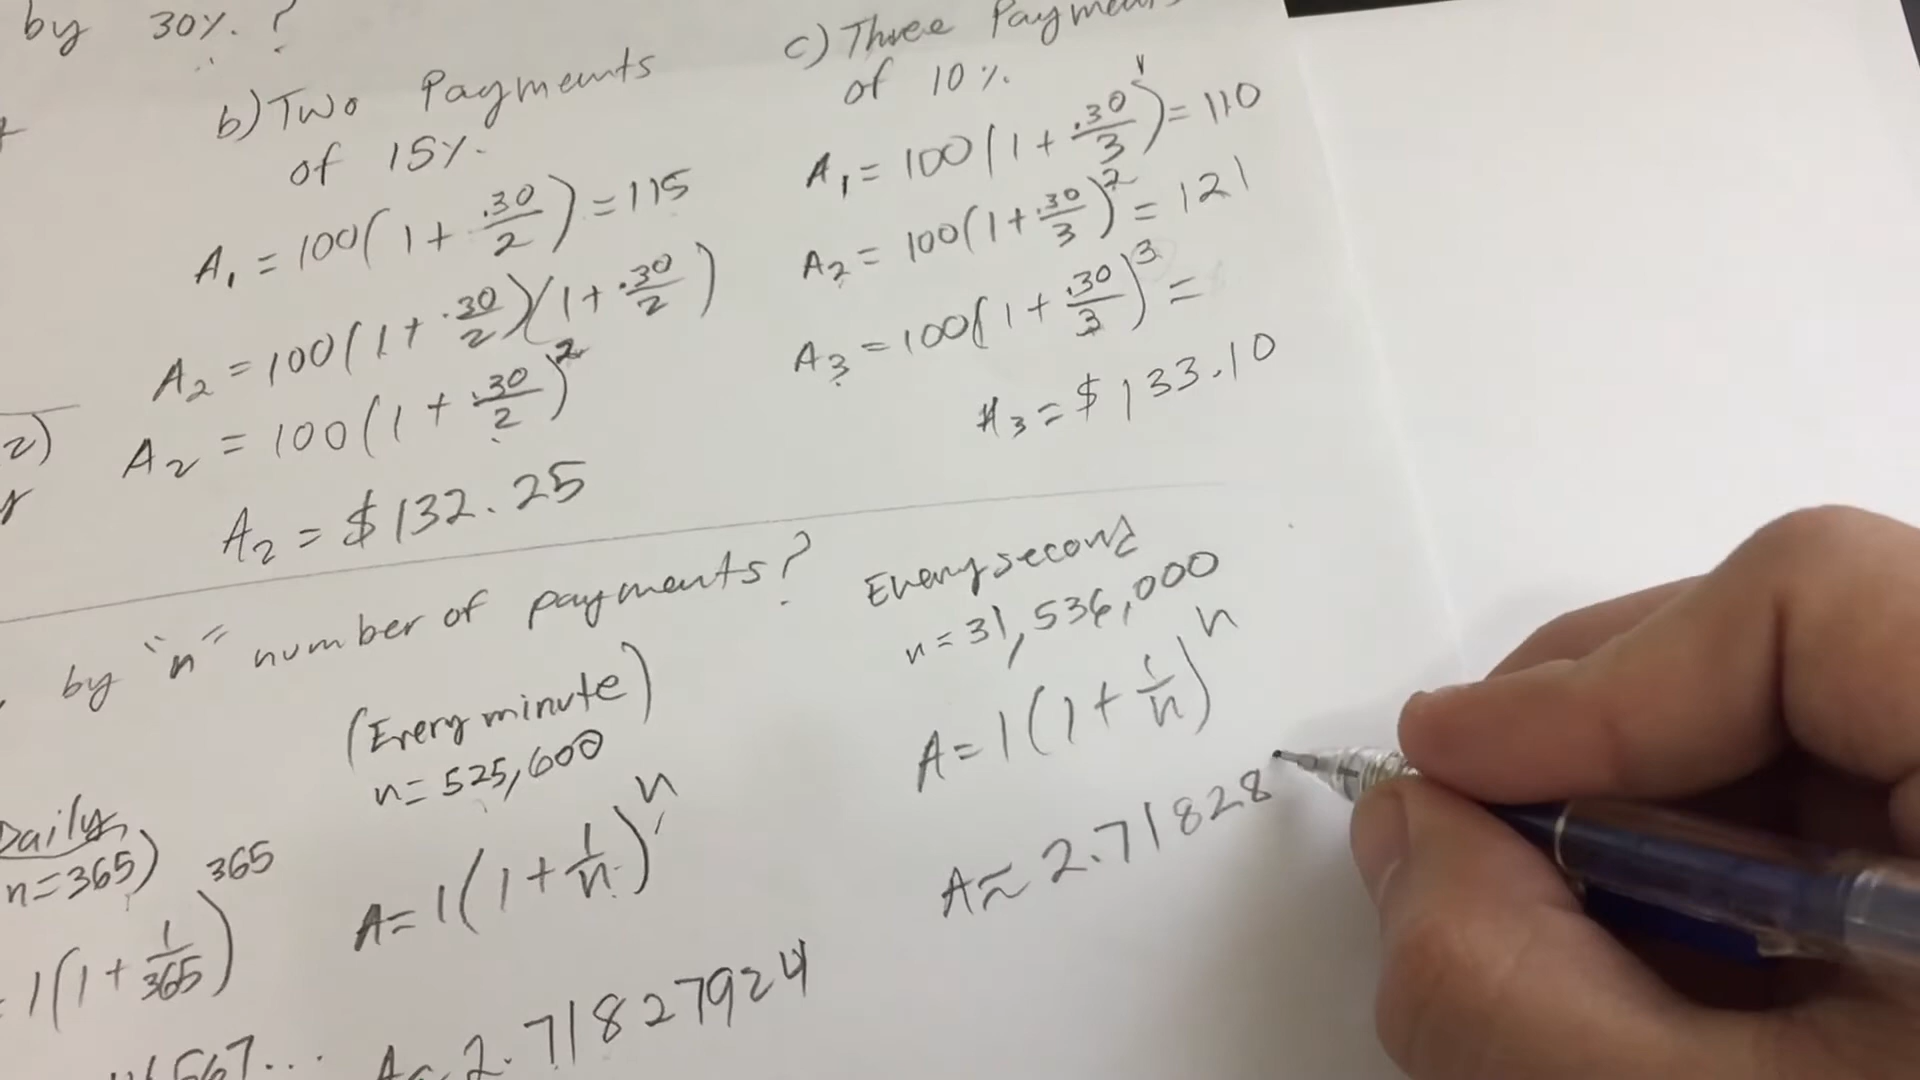 by 30%. ?
b) Two Payments
of 15%.
A₁ = 100(1 + .30/2) = 115
A₂ = 100(1 + .30/2)(1 + .30/2)
A₂ = 100(1 + .30/2)²
A₂ = $132.25
c) Three
of 10%.
A₁ = 100(1 + .30/3) = 110
A₂ = 100(1 + .30/3)² = 121
A₃ = 100(1 + .30/3)³ =
A₃ = $133.10
by "n" number of payments?
Daily
n=365)
1(1 + 1/365)³⁶⁵
567...
(Every minute)
n = 525,600
A = 1(1 + 1/n)ⁿ
2.71827924
Every second
n = 31,536,000
A = 1(1 + 1/n)ⁿ
A ≈ 2.71828